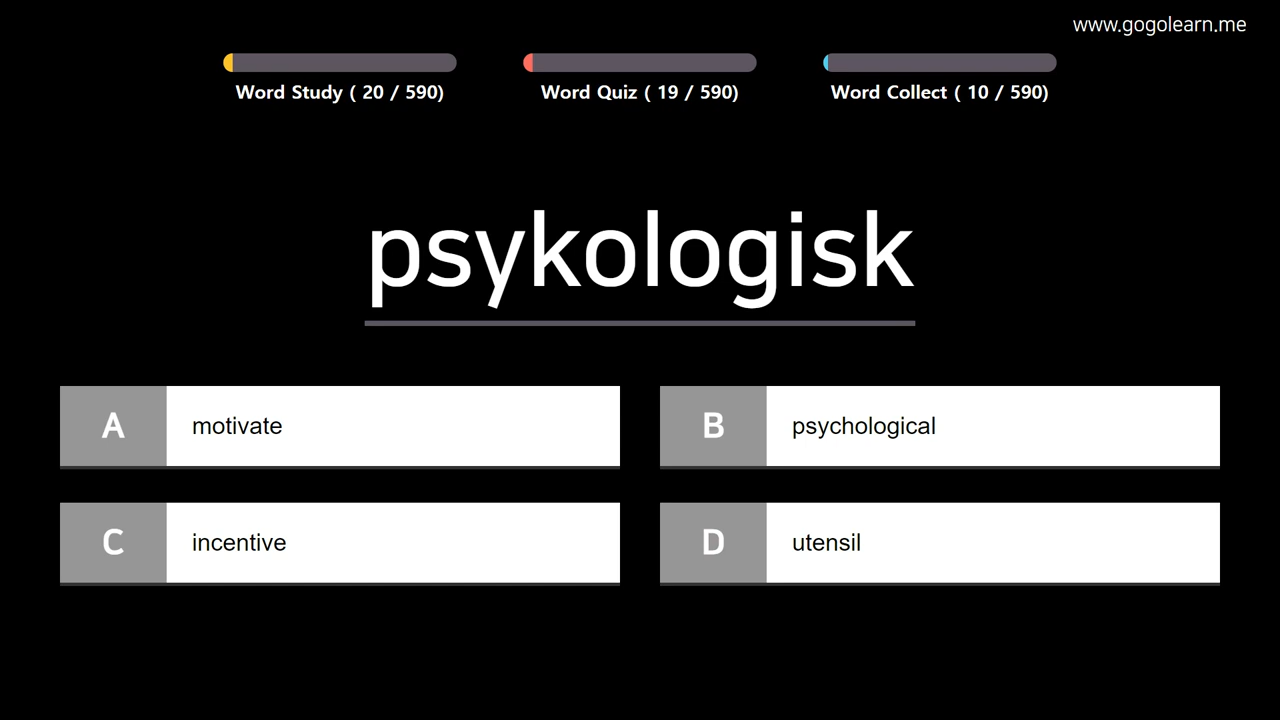 www.gogolearn.me
Word Study ( 20 / 590)
Word Quiz ( 19 / 590)
Word Collect ( 10 / 590)
psykologisk
A motivate
B psychological
C incentive
D utensil